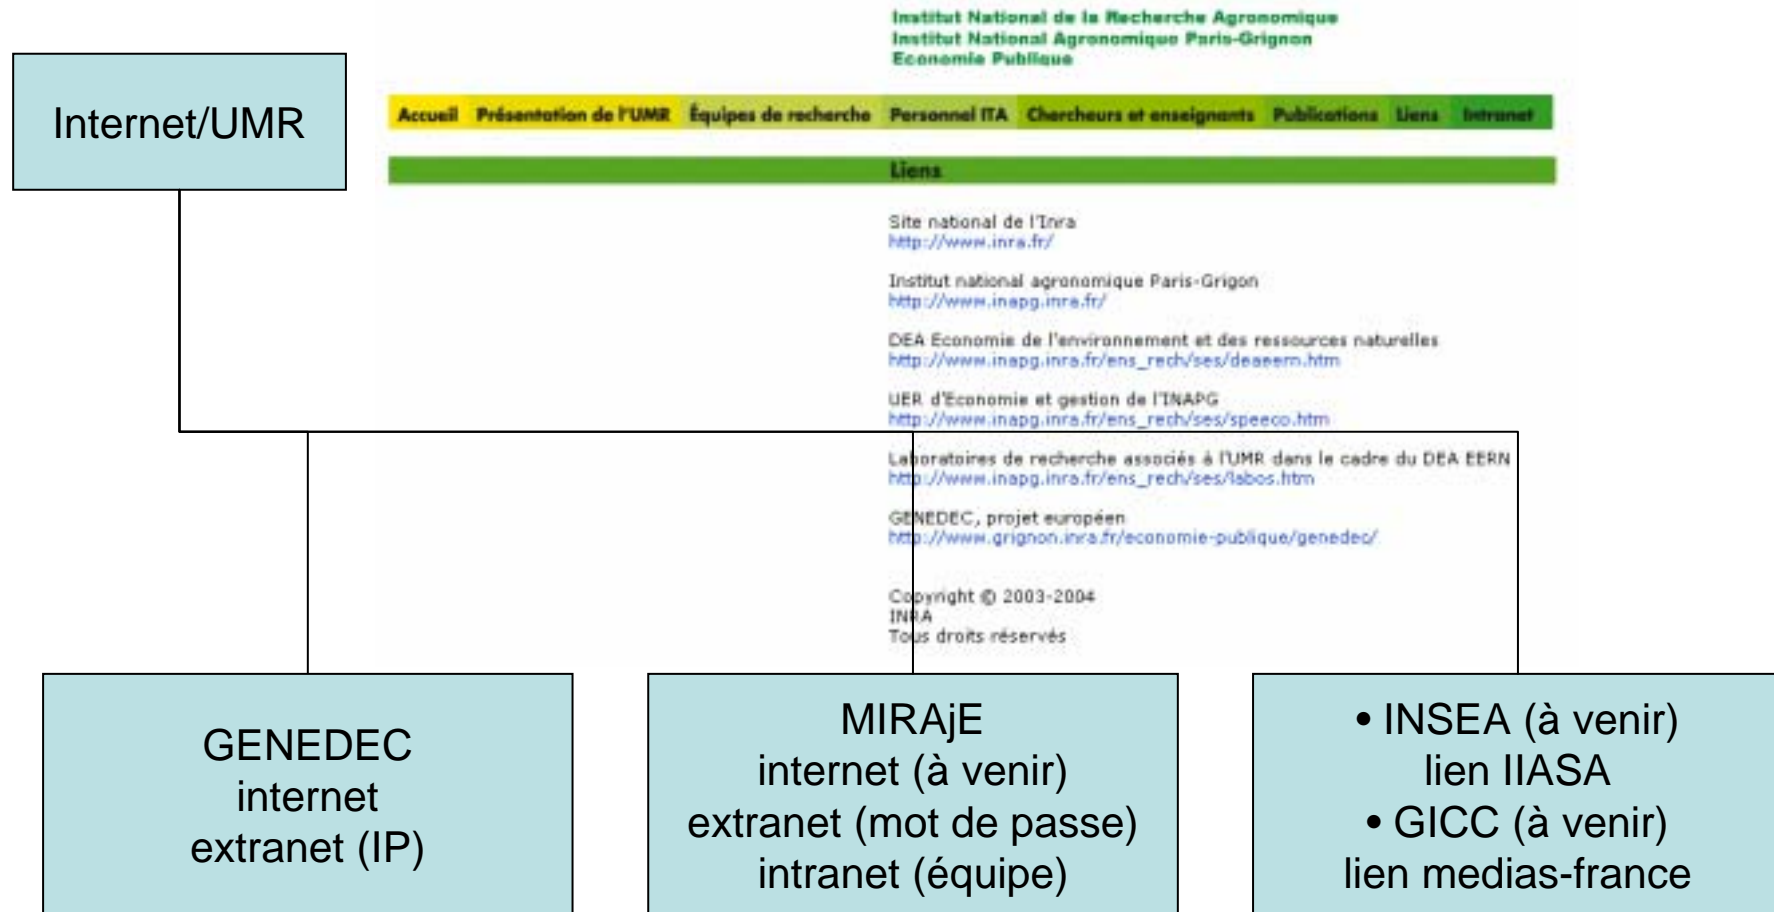 Institut National de la Recherche Agronomique
Institut National Agronomique Paris-Grignon
Economie Publique
Internet/UMR
Accueil Présentation de l'UMR Équipes de recherche Personnel ITA Chercheurs et enseignants Publications Liens Intranet
Liens
Site national de l'Inra
http://www.inra.fr/
Institut national agronomique Paris-Grigon
http://www.inapg.inra.fr/
DEA Economie de l'environnement et des ressources naturelles
http://www.inapg.inra.fr/ens_rech/ses/deaeern.htm
UER d'Economie et gestion de l'INAPG
http://www.inapg.inra.fr/ens_rech/ses/speeco.htm
Laboratoires de recherche associés à l'UMR dans le cadre du DEA EERN
http://www.inapg.inra.fr/ens_rech/ses/labos.htm
GENEDEC, projet européen
http://www.grignon.inra.fr/economie-publique/genedec/
Copyright © 2003-2004
INRA
Tous droits réservés
GENEDEC
internet
extranet (IP)
MIRAjE
internet (à venir)
extranet (mot de passe)
intranet (équipe)
• INSEA (à venir)
lien IIASA
• GICC (à venir)
lien medias-france